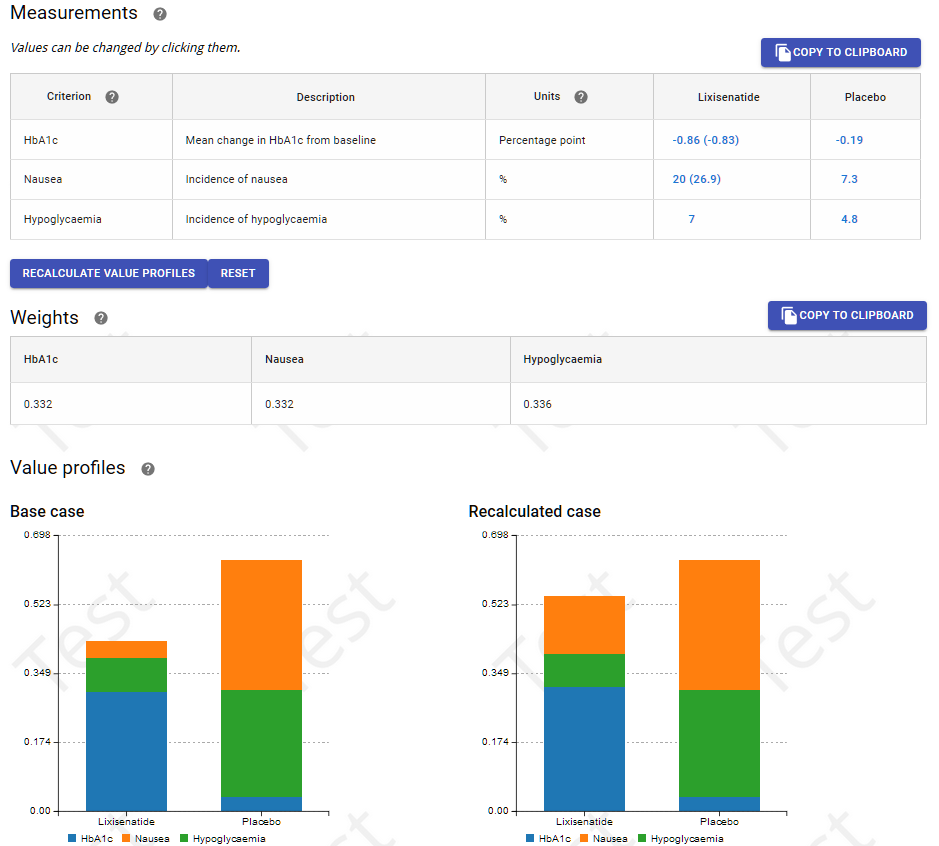 Measurements ?
Values can be changed by clicking them.
COPY TO CLIPBOARD
Criterion ? Description Units ? Lixisenatide Placebo
HbA1c Mean change in HbA1c from baseline Percentage point -0.86 (-0.83) -0.19
Nausea Incidence of nausea % 20 (26.9) 7.3
Hypoglycaemia Incidence of hypoglycaemia % 7 4.8
RECALCULATE VALUE PROFILES RESET
Weights ?
COPY TO CLIPBOARD
HbA1c Nausea Hypoglycaemia
0.332 0.332 0.336
Value profiles ?
Base case
0.698
0.523
0.349
0.174
0.00
Lixisenatide Placebo
HbA1c Nausea Hypoglycaemia
Recalculated case
0.698
0.523
0.349
0.174
0.00
Lixisenatide Placebo
HbA1c Nausea Hypoglycaemia
Test
Test
Test
Test